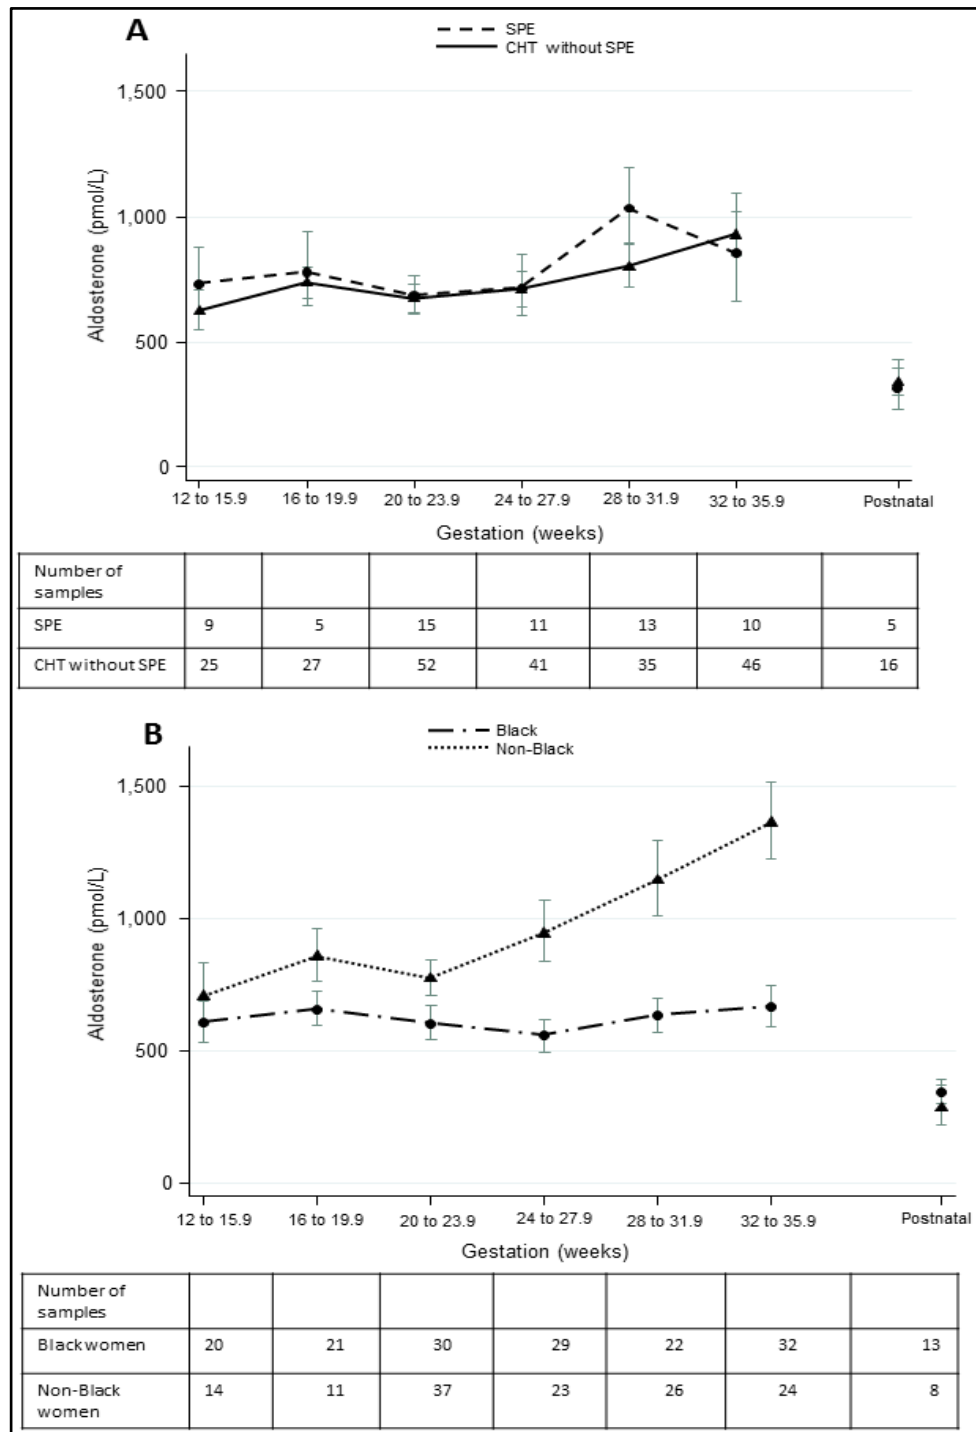 A
SPE
CHT without SPE
1,500
1,000
500
0
Aldosterone (pmol/L)
12 to 15.9 16 to 19.9 20 to 23.9 24 to 27.9 28 to 31.9 32 to 35.9 Postnatal
Gestation (weeks)
Number of
samples
SPE 9 5 15 11 13 10 5
CHT without SPE 25 27 52 41 35 46 16
B
Black
Non-Black
1,500
1,000
500
0
Aldosterone (pmol/L)
12 to 15.9 16 to 19.9 20 to 23.9 24 to 27.9 28 to 31.9 32 to 35.9 Postnatal
Gestation (weeks)
Number of
samples
Black women 20 21 30 29 22 32 13
Non-Black 14 11 37 23 26 24 8
women